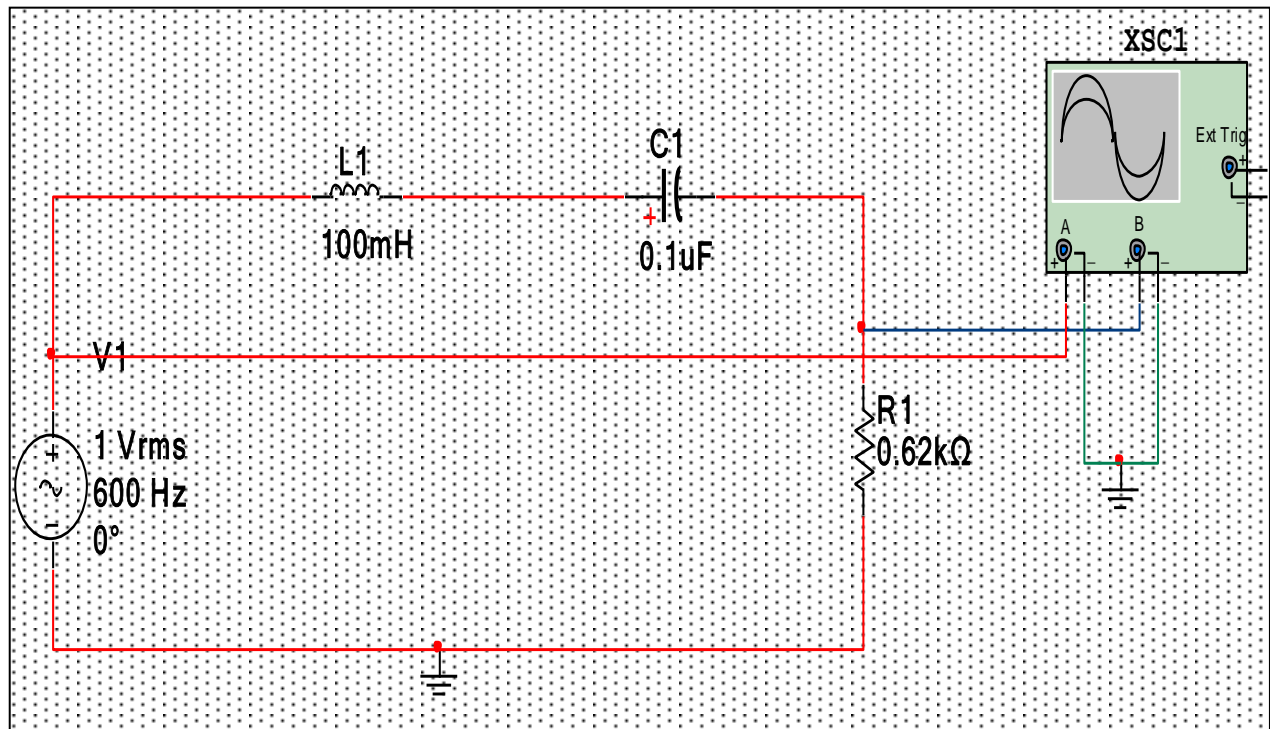 XSC1
Ext Trig
+
−
A
B
+ −
+ −
L1
100mH
C1
+
0.1uF
V1
+
−
1 Vrms
600 Hz
0°
R1
0.62kΩ